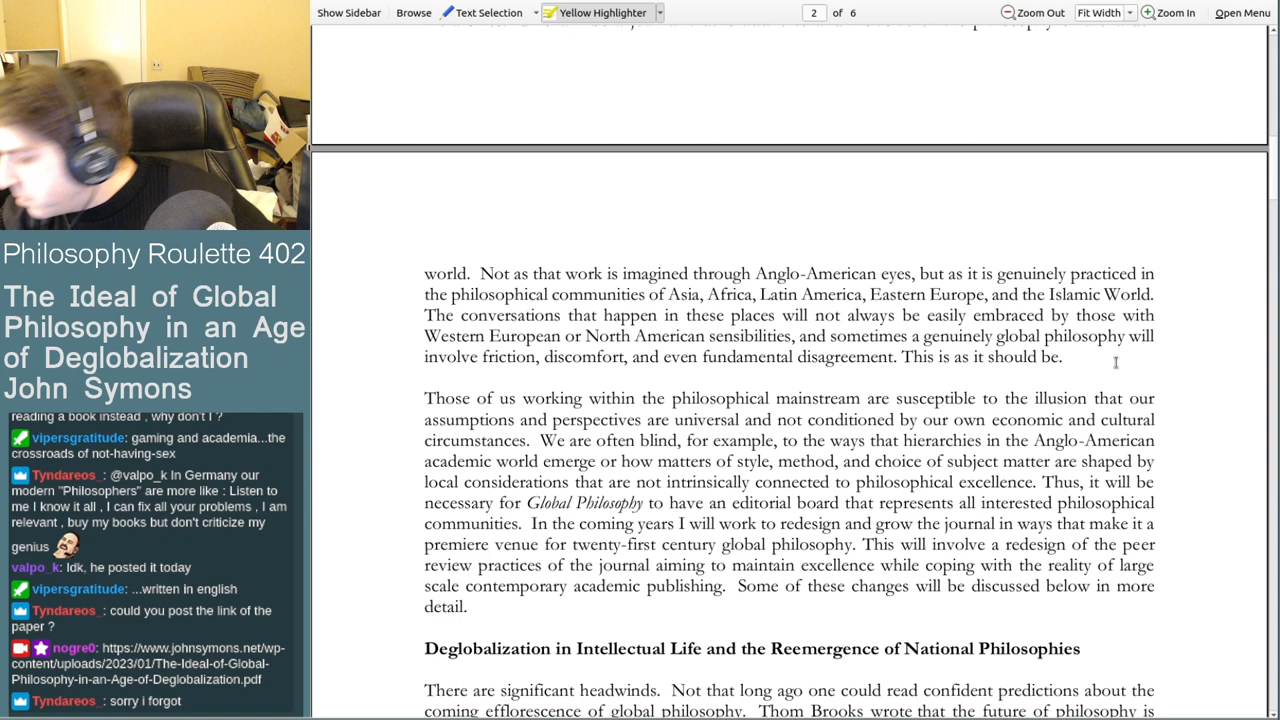 Show Sidebar Browse Text Selection Yellow Highlighter 2 of 6 Zoom Out Fit Width Zoom In Open Menu
world. Not as that work is imagined through Anglo-American eyes, but as it is genuinely practiced in
the philosophical communities of Asia, Africa, Latin America, Eastern Europe, and the Islamic World.
The conversations that happen in these places will not always be easily embraced by those with
Western European or North American sensibilities, and sometimes a genuinely global philosophy will
involve friction, discomfort, and even fundamental disagreement. This is as it should be.
Those of us working within the philosophical mainstream are susceptible to the illusion that our
assumptions and perspectives are universal and not conditioned by our own economic and cultural
circumstances. We are often blind, for example, to the ways that hierarchies in the Anglo-American
academic world emerge or how matters of style, method, and choice of subject matter are shaped by
local considerations that are not intrinsically connected to philosophical excellence. Thus, it will be
necessary for Global Philosophy to have an editorial board that represents all interested philosophical
communities. In the coming years I will work to redesign and grow the journal in ways that make it a
premiere venue for twenty-first century global philosophy. This will involve a redesign of the peer
review practices of the journal aiming to maintain excellence while coping with the reality of large
scale contemporary academic publishing. Some of these changes will be discussed below in more
detail.
Deglobalization in Intellectual Life and the Reemergence of National Philosophies
There are significant headwinds. Not that long ago one could read confident predictions about the
coming efflorescence of global philosophy. Thom Brooks wrote that the future of philosophy is
Philosophy Roulette 402
The Ideal of Global
Philosophy in an Age
of Deglobalization
John Symons
reading a book instead , why don't I ?
vipersgratitude: gaming and academia...the
crossroads of not-having-sex
Tyndareos_: @valpo_k In Germany our
modern "Philosophers" are more like : Listen to
me I know it all , I can fix all your problems , I am
relevant , buy my books but don't criticize my
genius
valpo_k: Idk, he posted it today
vipersgratitude: ...written in english
Tyndareos_: could you post the link of the
paper ?
nogre0: https://www.johnsymons.net/wp-
content/uploads/2023/01/The-Ideal-of-Global-
Philosophy-in-an-Age-of-Deglobalization.pdf
Tyndareos_: sorry i forgot